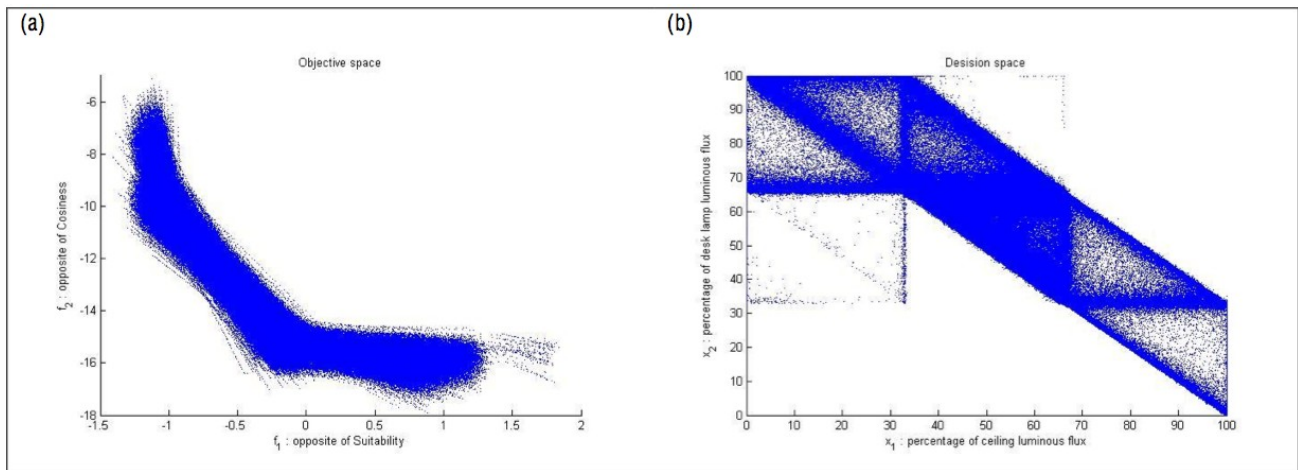 (a)
Objective space
-6
-8
-10
-12
-14
-16
-18
f2 : opposite of Cosiness
-1.5 -1 -0.5 0 0.5 1 1.5 2
f1 : opposite of Suitability
(b)
Desision space
100
90
80
70
60
50
40
30
20
10
0
x2 : percentage of desk lamp luminous flux
0 10 20 30 40 50 60 70 80 90 100
x1 : percentage of ceiling luminous flux